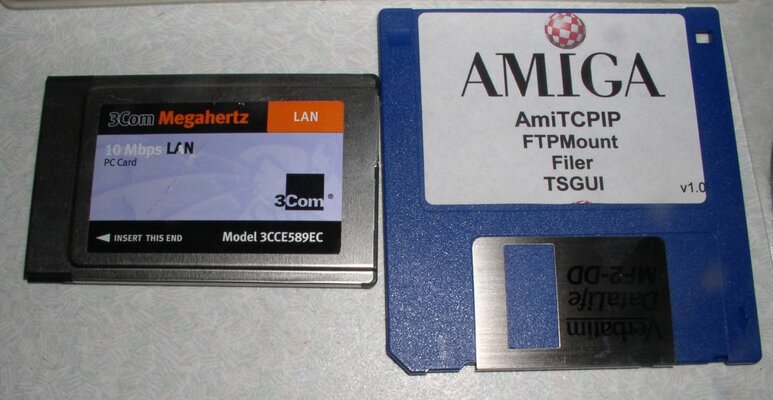 3Com Megahertz LAN
10 Mbps LAN
PC Card
3Com ®
INSERT THIS END Model 3CCE589EC
AMIGA
AmiTCPIP
FTPMount
Filer
TSGUI
v1.0
Verbatim
DataLife
MF2-DD